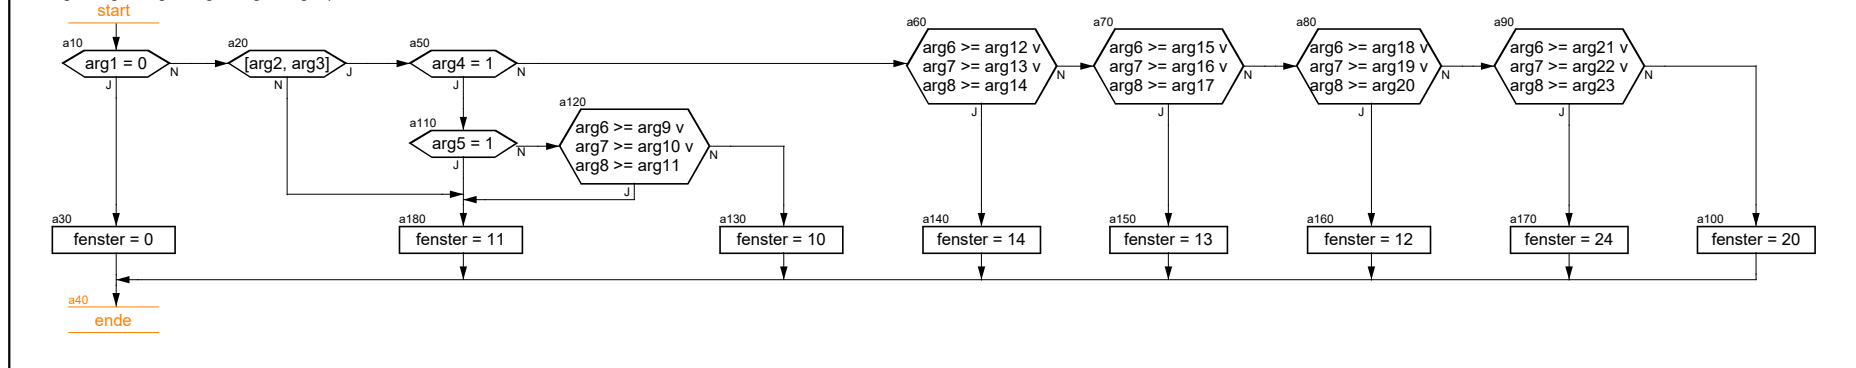 start
a10
arg1 = 0
N
J
a20
[arg2, arg3]
J
N
a50
arg4 = 1
N
J
a60
arg6 >= arg12 v
arg7 >= arg13 v
arg8 >= arg14
N
J
a70
arg6 >= arg15 v
arg7 >= arg16 v
arg8 >= arg17
N
J
a80
arg6 >= arg18 v
arg7 >= arg19 v
arg8 >= arg20
N
J
a90
arg6 >= arg21 v
arg7 >= arg22 v
arg8 >= arg23
N
J
a110
arg5 = 1
N
J
a120
arg6 >= arg9 v
arg7 >= arg10 v
arg8 >= arg11
N
J
a30
fenster = 0
a180
fenster = 11
a130
fenster = 10
a140
fenster = 14
a150
fenster = 13
a160
fenster = 12
a170
fenster = 24
a100
fenster = 20
a40
ende